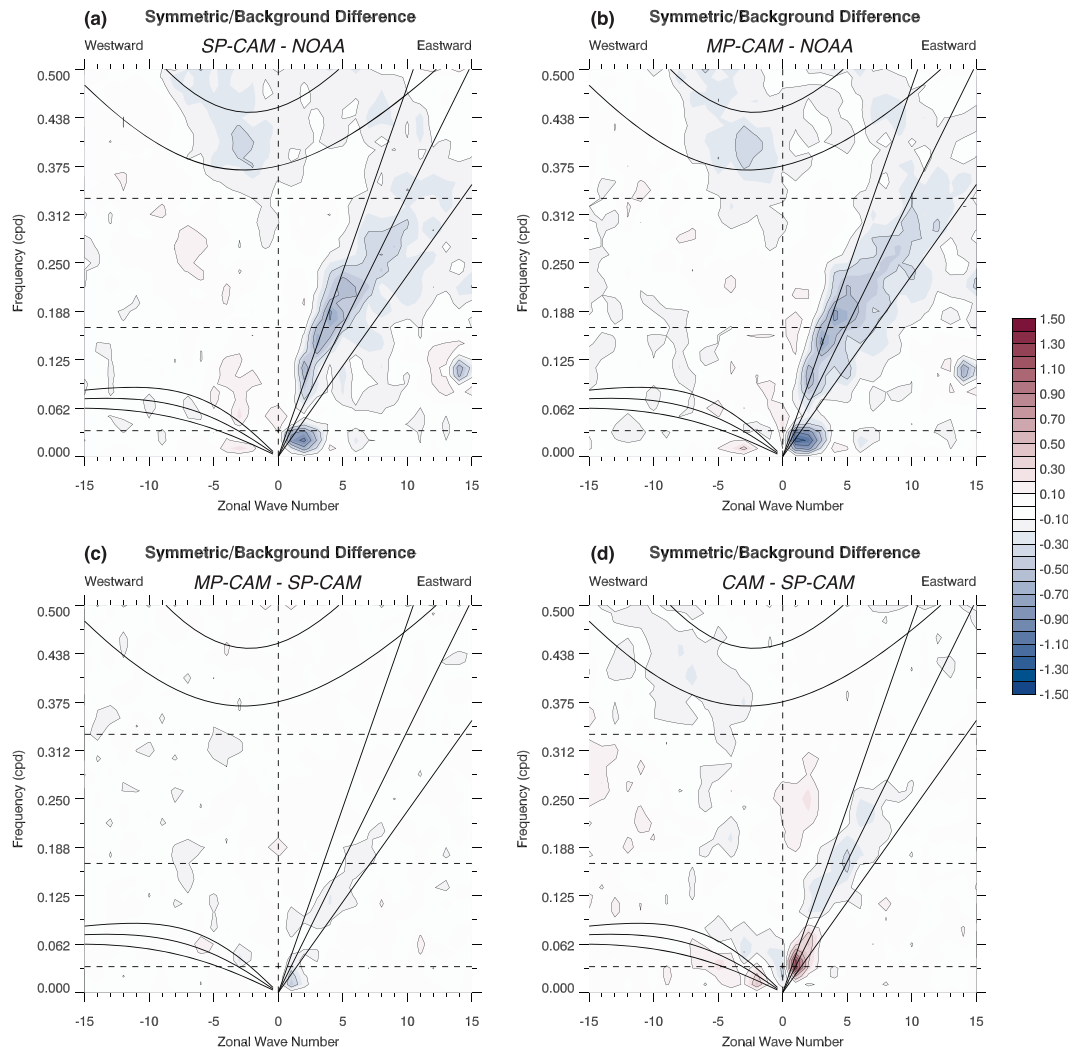 (a) Symmetric/Background Difference
Westward SP-CAM - NOAA Eastward
0.500
0.438
0.375
0.312
0.250
0.188
0.125
0.062
0.000
Frequency (cpd)
-15 -10 -5 0 5 10 15
Zonal Wave Number
(b) Symmetric/Background Difference
Westward MP-CAM - NOAA Eastward
0.500
0.438
0.375
0.312
0.250
0.188
0.125
0.062
0.000
Frequency (cpd)
-15 -10 -5 0 5 10 15
Zonal Wave Number
(c) Symmetric/Background Difference
Westward MP-CAM - SP-CAM Eastward
0.500
0.438
0.375
0.312
0.250
0.188
0.125
0.062
0.000
Frequency (cpd)
-15 -10 -5 0 5 10 15
Zonal Wave Number
(d) Symmetric/Background Difference
Westward CAM - SP-CAM Eastward
0.500
0.438
0.375
0.312
0.250
0.188
0.125
0.062
0.000
Frequency (cpd)
-15 -10 -5 0 5 10 15
Zonal Wave Number
1.50
1.30
1.10
0.90
0.70
0.50
0.30
0.10
-0.10
-0.30
-0.50
-0.70
-0.90
-1.10
-1.30
-1.50